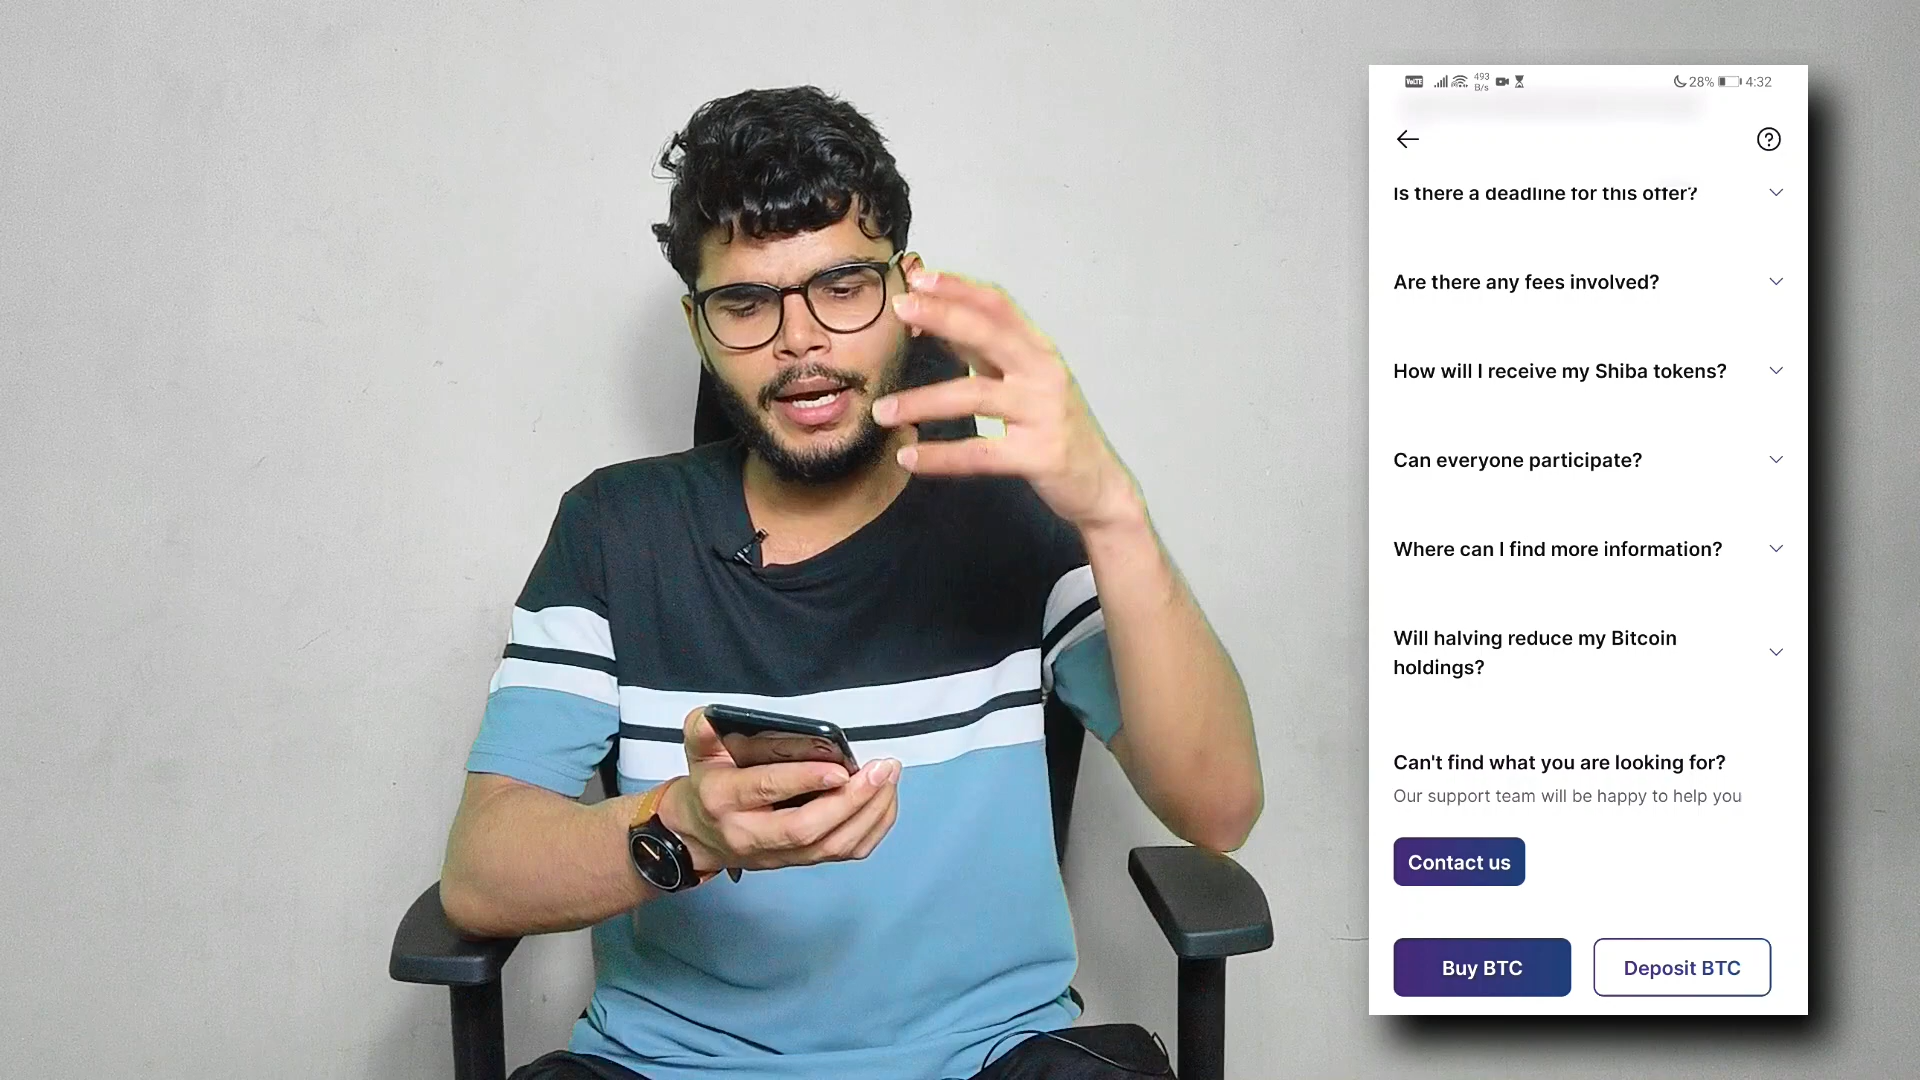 VoLTE 493 B/s 28% 4:32
Is there a deadline for this offer?
Are there any fees involved?
How will I receive my Shiba tokens?
Can everyone participate?
Where can I find more information?
Will halving reduce my Bitcoin
holdings?
Can't find what you are looking for?
Our support team will be happy to help you
Contact us
Buy BTC
Deposit BTC